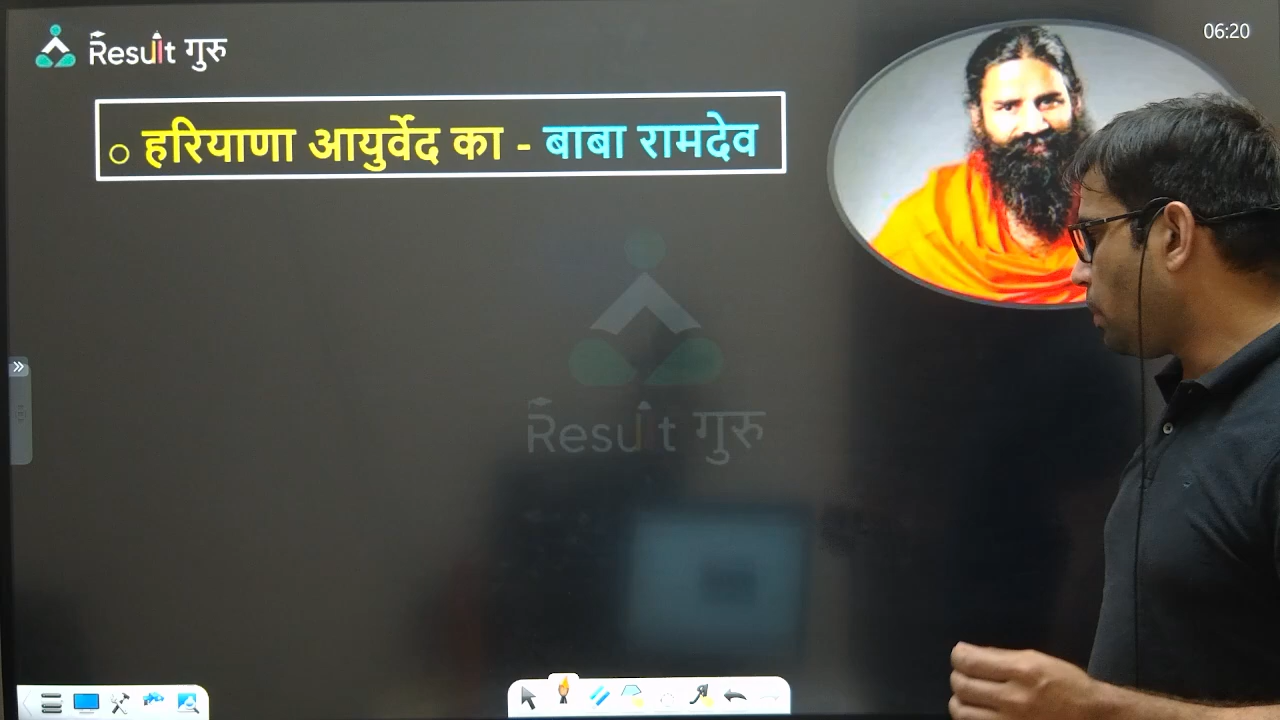 Result गुरु
06:20
○ हरियाणा आयुर्वेद का - बाबा रामदेव
Result गुरु